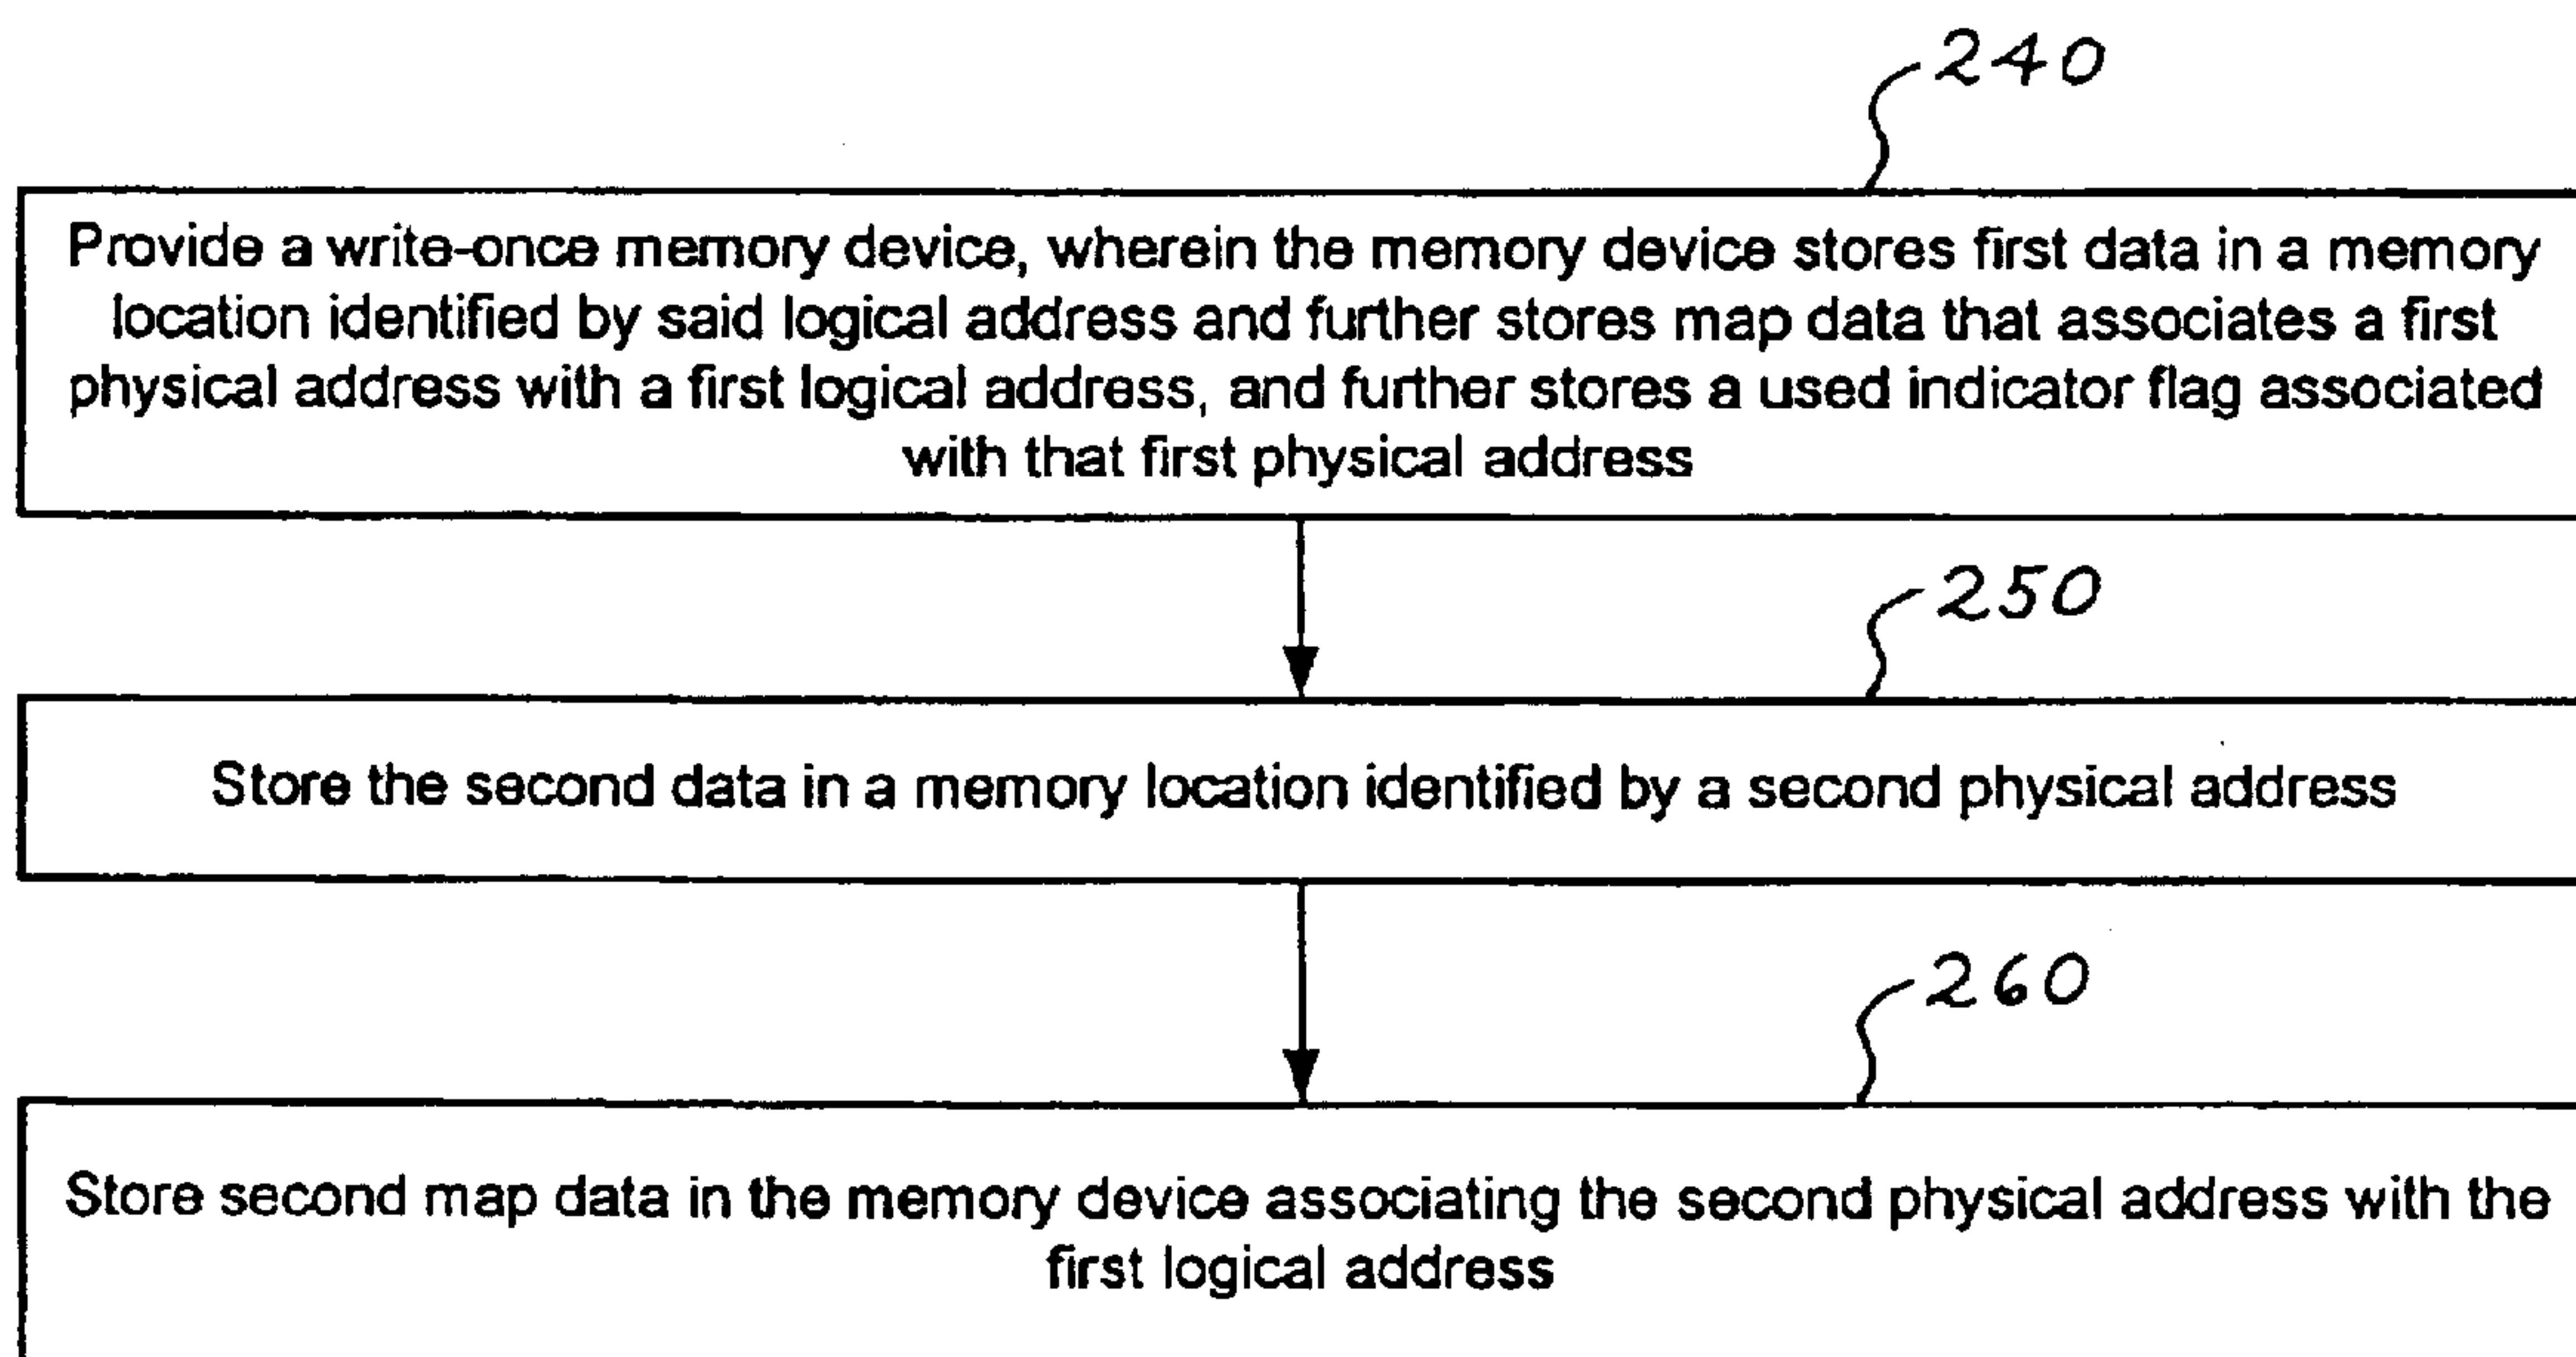 240
Provide a write-once memory device, wherein the memory device stores first data in a memory
location identified by said logical address and further stores map data that associates a first
physical address with a first logical address, and further stores a used indicator flag associated
with that first physical address
250
Store the second data in a memory location identified by a second physical address
260
Store second map data in the memory device associating the second physical address with the
first logical address